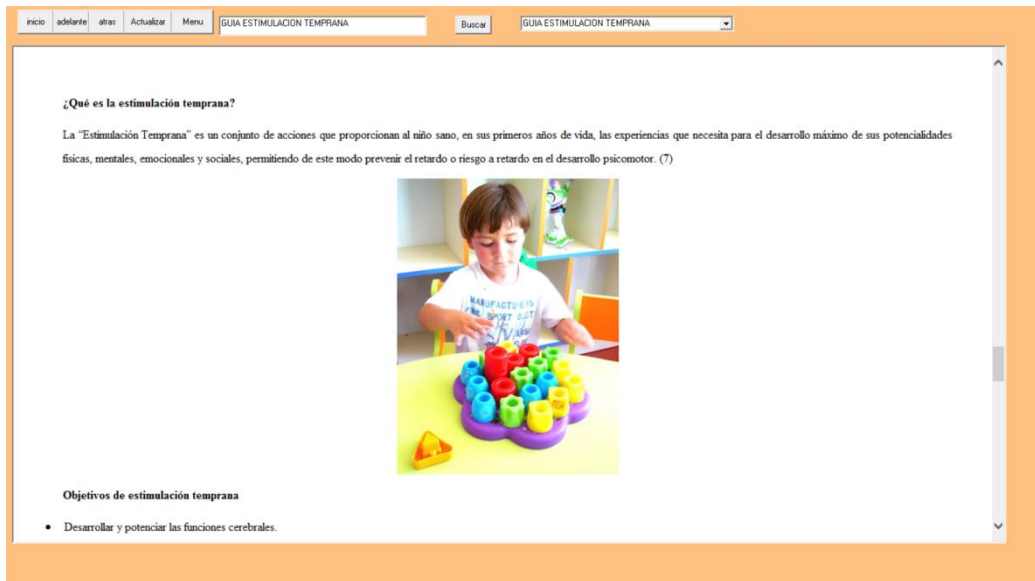 inicio adelante atras Actualizar Menu GUIA ESTIMULACION TEMPRANA Buscar GUIA ESTIMULACION TEMPRANA
¿Qué es la estimulación temprana?
La “Estimulación Temprana” es un conjunto de acciones que proporcionan al niño sano, en sus primeros años de vida, las experiencias que necesita para el desarrollo máximo de sus potencialidades
físicas, mentales, emocionales y sociales, permitiendo de este modo prevenir el retardo o riesgo a retardo en el desarrollo psicomotor. (7)
MANUFACTURERS
SPORT
Objetivos de estimulación temprana
• Desarrollar y potenciar las funciones cerebrales.